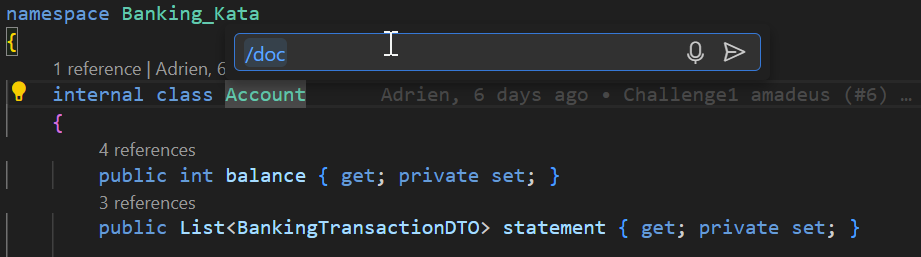 namespace Banking_Kata
{
/doc
1 reference | Adrien, 6
internal class Account Adrien, 6 days ago • Challenge1 amadeus (#6) …
{
4 references
public int balance { get; private set; }
3 references
public List<BankingTransactionDTO> statement { get; private set; }